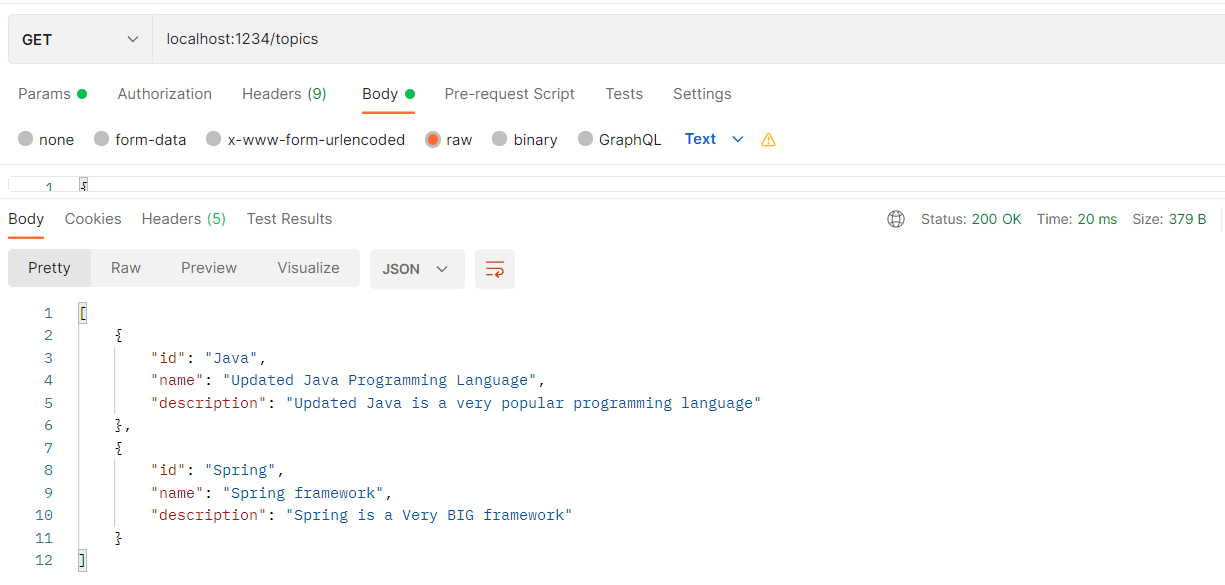 GET localhost:1234/topics
Params Authorization Headers (9) Body Pre-request Script Tests Settings
none form-data x-www-form-urlencoded raw binary GraphQL Text
1 {
Body Cookies Headers (5) Test Results Status: 200 OK Time: 20 ms Size: 379 B
Pretty Raw Preview Visualize JSON
1 [
2 {
3 "id": "Java",
4 "name": "Updated Java Programming Language",
5 "description": "Updated Java is a very popular programming language"
6 },
7 {
8 "id": "Spring",
9 "name": "Spring framework",
10 "description": "Spring is a Very BIG framework"
11 }
12 ]